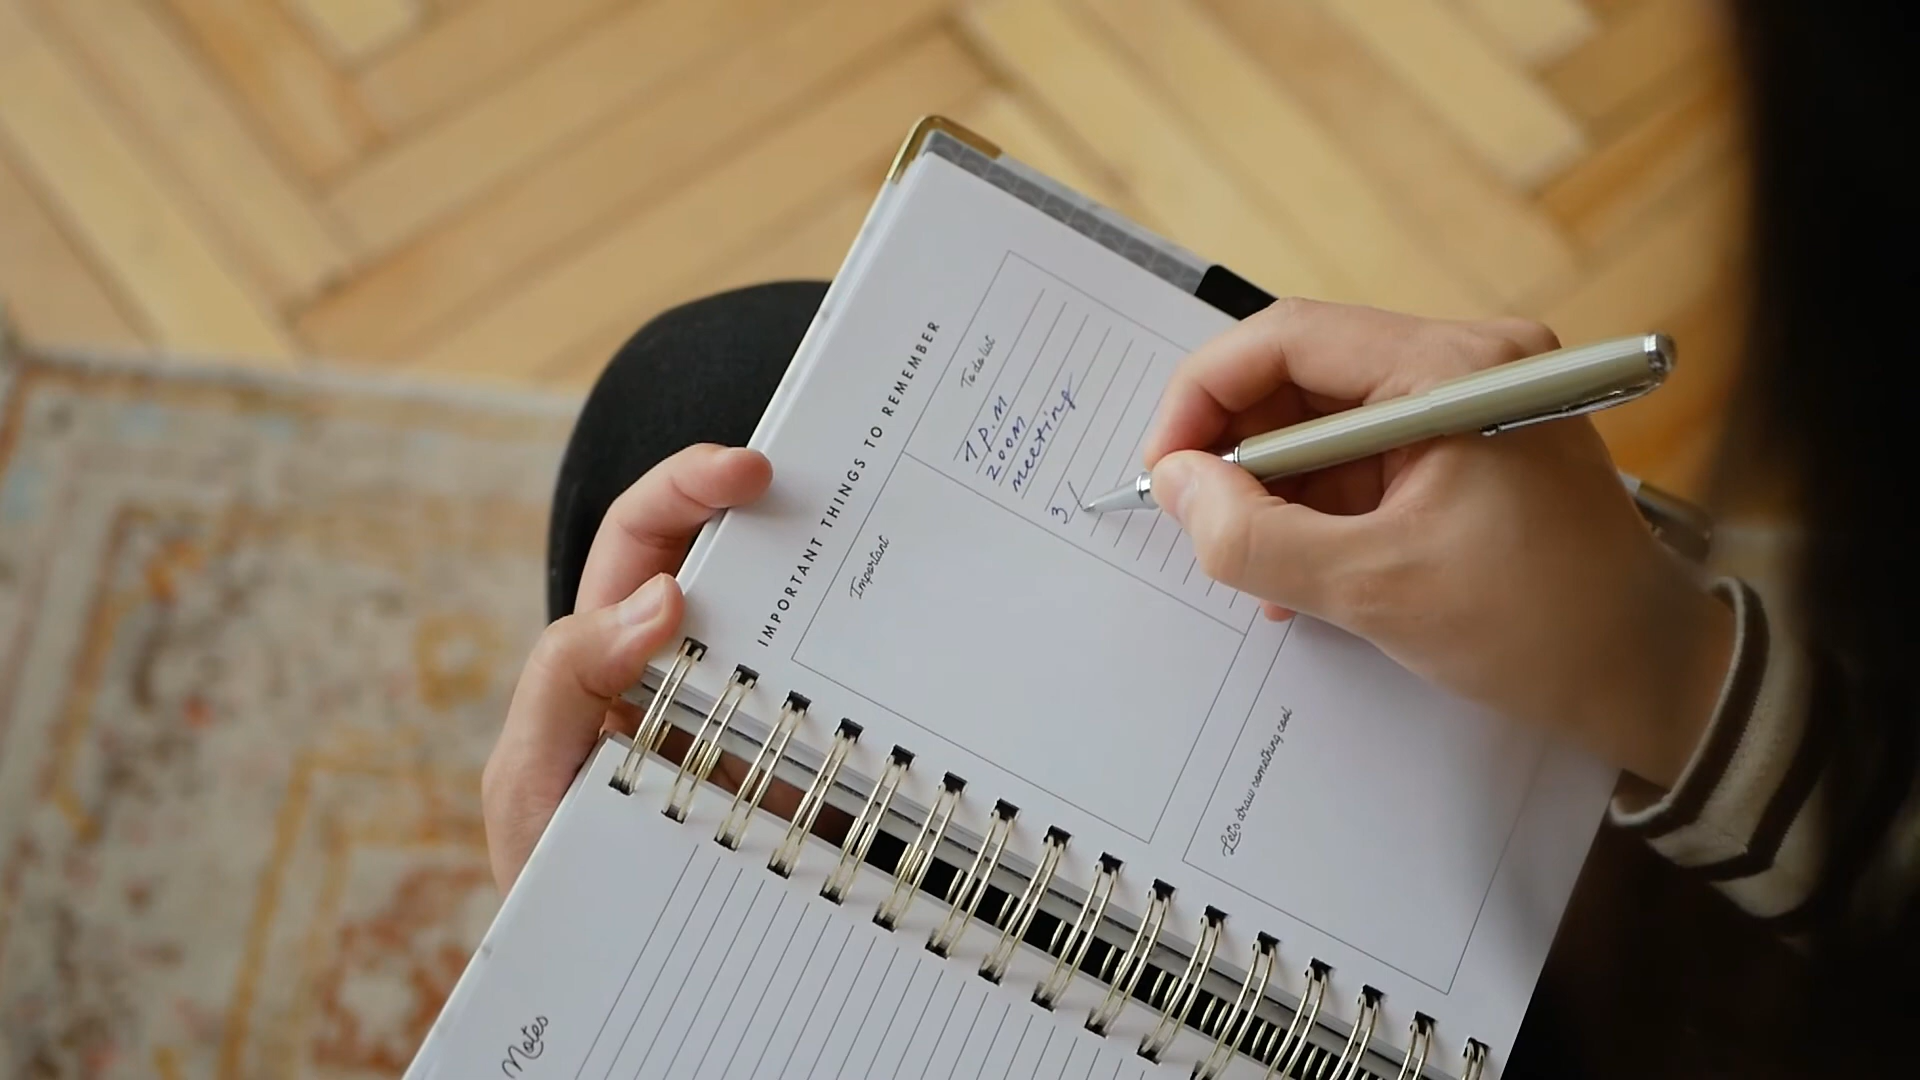 IMPORTANT THINGS TO REMEMBER
To do list
1 P.M
ZOOM
meeting
3
Important
Let's draw something cool
Notes